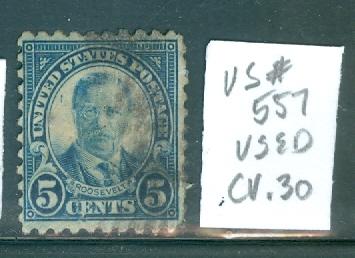 UNITED STATES POSTAGE
ROOSEVELT
5 CENTS 5
US#
557
USED
CV.30